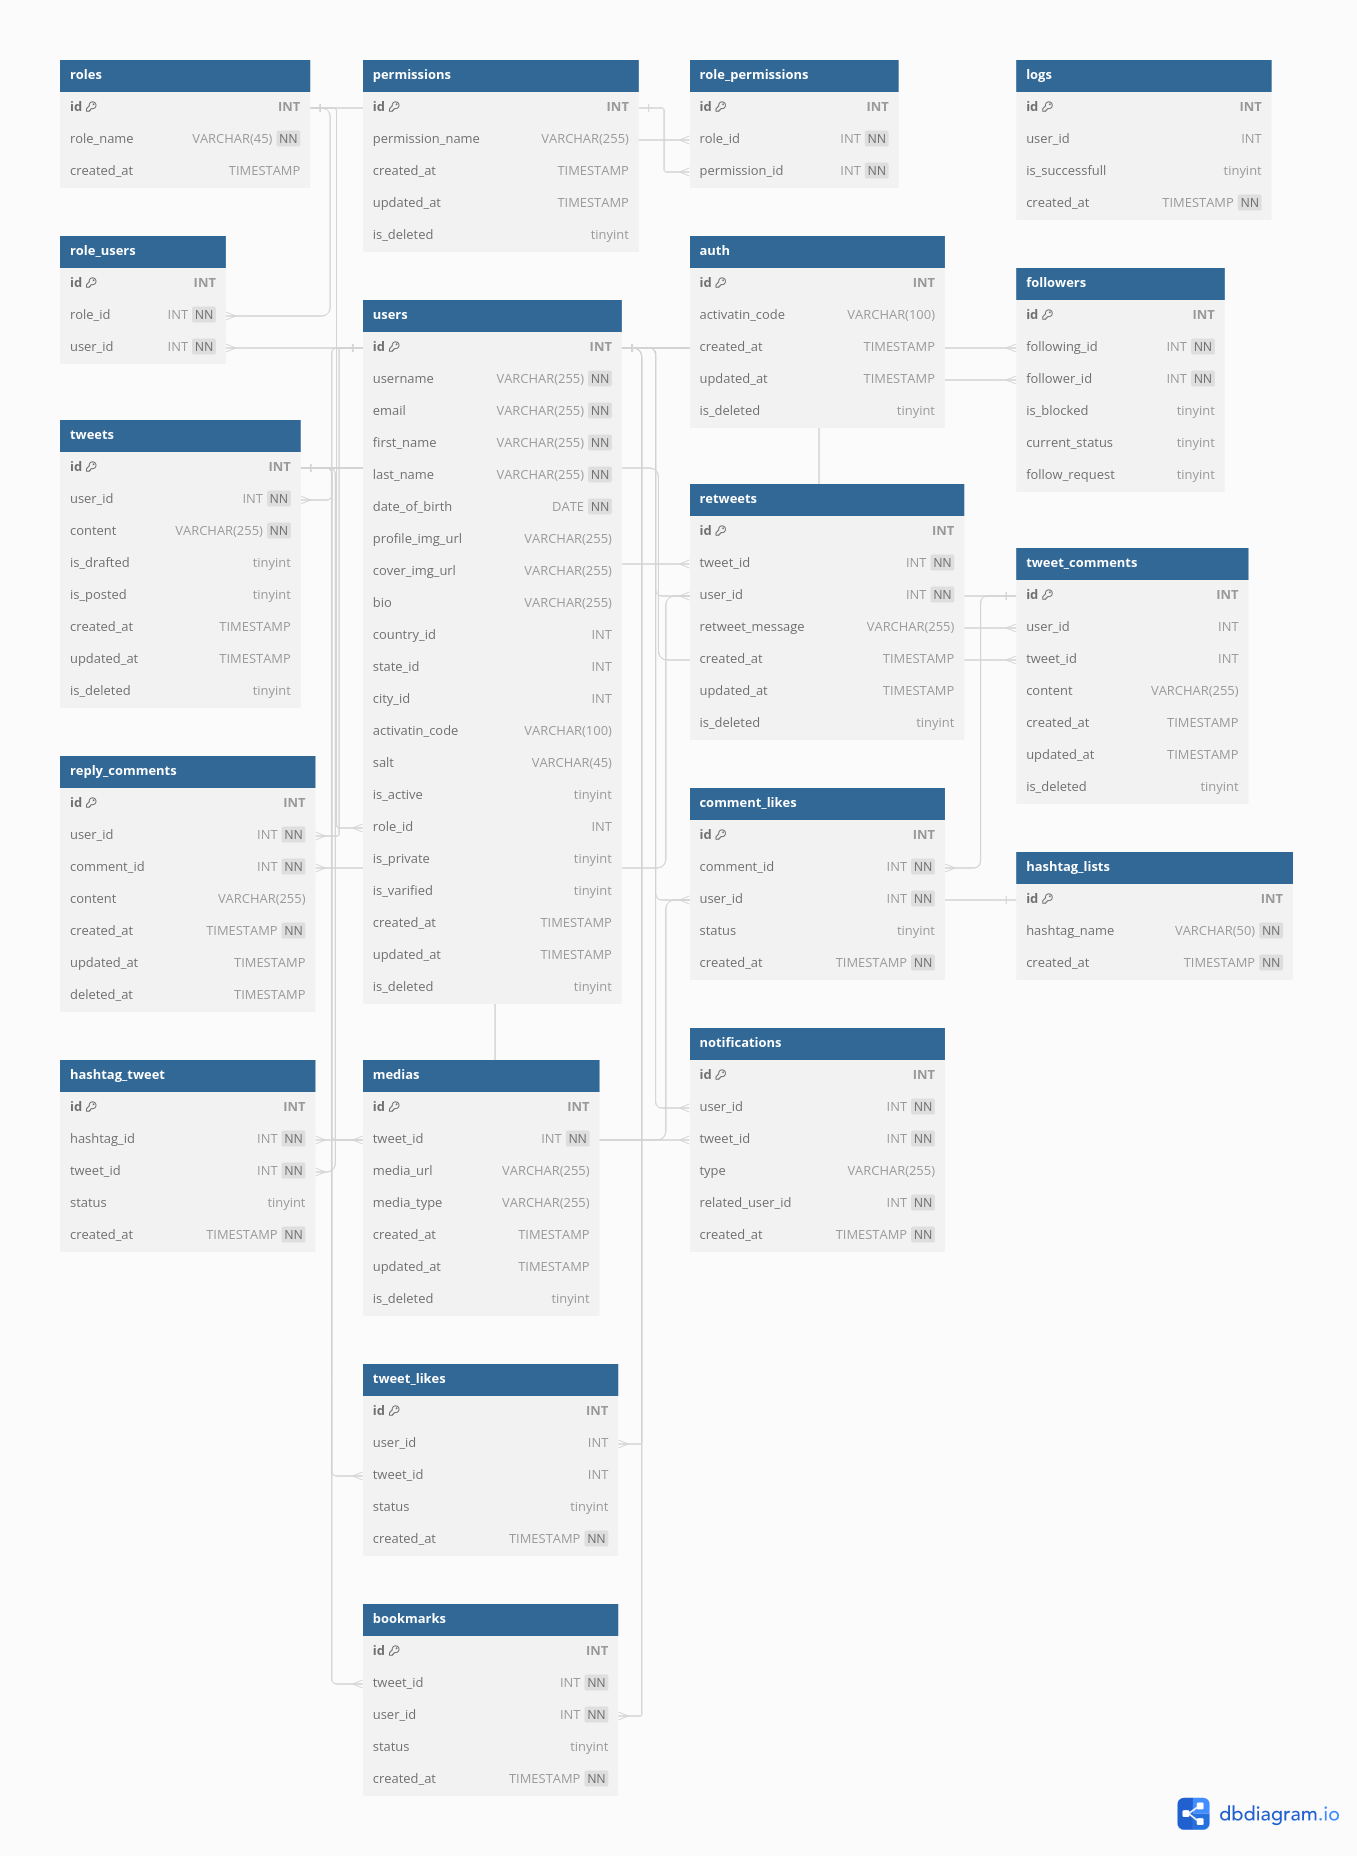 roles
id INT
role_name VARCHAR(45) NN
created_at TIMESTAMP
permissions
id INT
permission_name VARCHAR(255)
created_at TIMESTAMP
updated_at TIMESTAMP
is_deleted tinyint
role_permissions
id INT
role_id INT NN
permission_id INT NN
logs
id INT
user_id INT
is_successfull tinyint
created_at TIMESTAMP NN
role_users
id INT
role_id INT NN
user_id INT NN
users
id INT
username VARCHAR(255) NN
email VARCHAR(255) NN
first_name VARCHAR(255) NN
last_name VARCHAR(255) NN
date_of_birth DATE NN
profile_img_url VARCHAR(255)
cover_img_url VARCHAR(255)
bio VARCHAR(255)
country_id INT
state_id INT
city_id INT
activatin_code VARCHAR(100)
salt VARCHAR(45)
is_active tinyint
role_id INT
is_private tinyint
is_varified tinyint
created_at TIMESTAMP
updated_at TIMESTAMP
is_deleted tinyint
auth
id INT
activatin_code VARCHAR(100)
created_at TIMESTAMP
updated_at TIMESTAMP
is_deleted tinyint
followers
id INT
following_id INT NN
follower_id INT NN
is_blocked tinyint
current_status tinyint
follow_request tinyint
tweets
id INT
user_id INT NN
content VARCHAR(255) NN
is_drafted tinyint
is_posted tinyint
created_at TIMESTAMP
updated_at TIMESTAMP
is_deleted tinyint
retweets
id INT
tweet_id INT NN
user_id INT NN
retweet_message VARCHAR(255)
created_at TIMESTAMP
updated_at TIMESTAMP
is_deleted tinyint
tweet_comments
id INT
user_id INT
tweet_id INT
content VARCHAR(255)
created_at TIMESTAMP
updated_at TIMESTAMP
is_deleted tinyint
reply_comments
id INT
user_id INT NN
comment_id INT NN
content VARCHAR(255)
created_at TIMESTAMP NN
updated_at TIMESTAMP
deleted_at TIMESTAMP
comment_likes
id INT
comment_id INT NN
user_id INT NN
status tinyint
created_at TIMESTAMP NN
hashtag_lists
id INT
hashtag_name VARCHAR(50) NN
created_at TIMESTAMP NN
hashtag_tweet
id INT
hashtag_id INT NN
tweet_id INT NN
status tinyint
created_at TIMESTAMP NN
medias
id INT
tweet_id INT NN
media_url VARCHAR(255)
media_type VARCHAR(255)
created_at TIMESTAMP
updated_at TIMESTAMP
is_deleted tinyint
notifications
id INT
user_id INT NN
tweet_id INT NN
type VARCHAR(255)
related_user_id INT NN
created_at TIMESTAMP NN
tweet_likes
id INT
user_id INT
tweet_id INT
status tinyint
created_at TIMESTAMP NN
bookmarks
id INT
tweet_id INT NN
user_id INT NN
status tinyint
created_at TIMESTAMP NN
dbdiagram.io